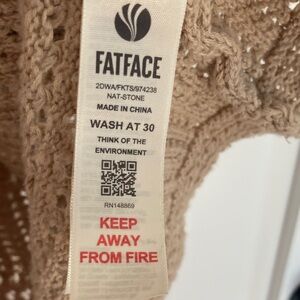 FATFACE
2DWA/FKTS/974238
NAT-STONE
MADE IN CHINA
WASH AT 30
THINK OF THE
ENVIRONMENT
RN148869
KEEP
AWAY
FROM FIRE